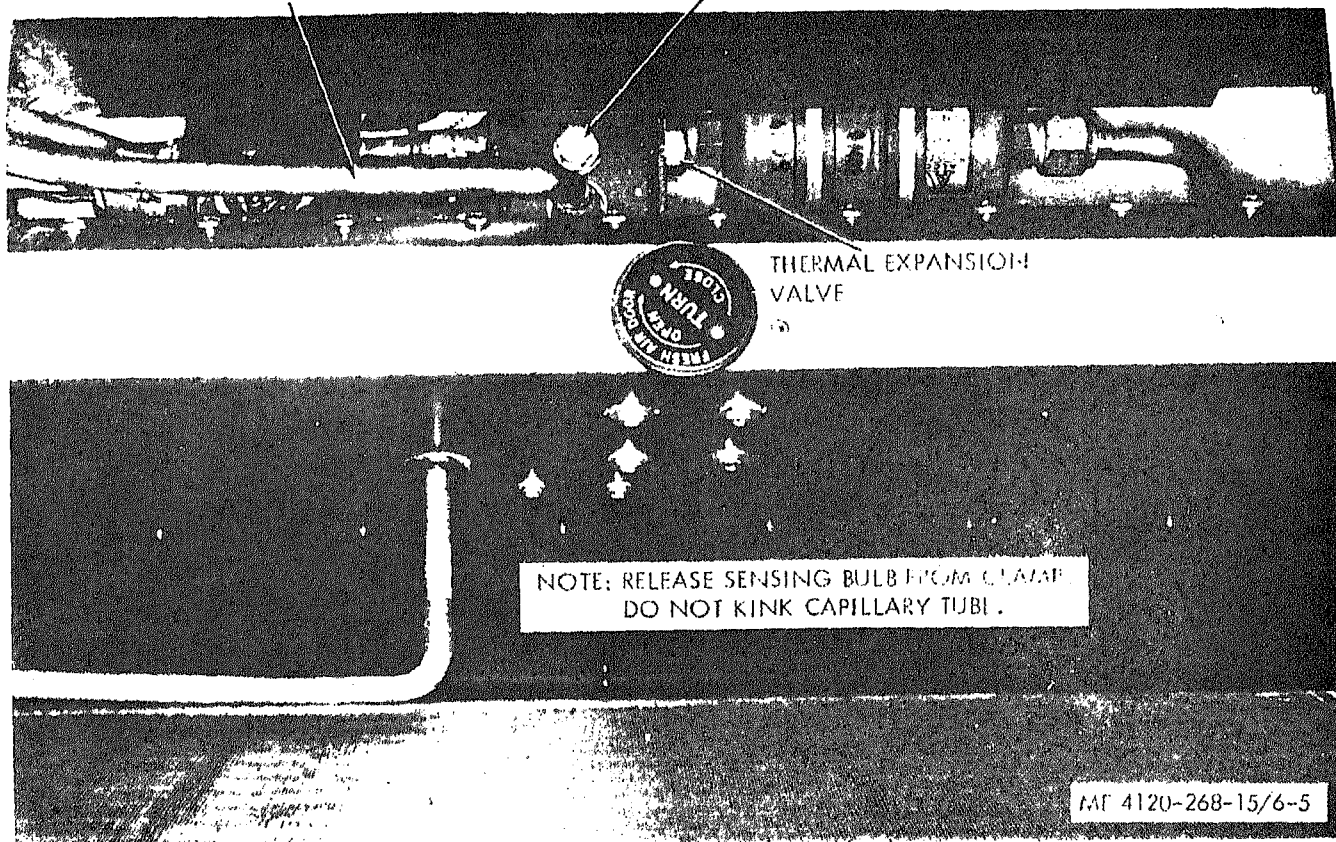 THERMAL EXPANSION
VALVE
FRESH AIR DOOR
OPEN
TURN
CLOSE
NOTE: RELEASE SENSING BULB FROM CLAMP.
DO NOT KINK CAPILLARY TUBE.
ME 4120-268-15/6-5